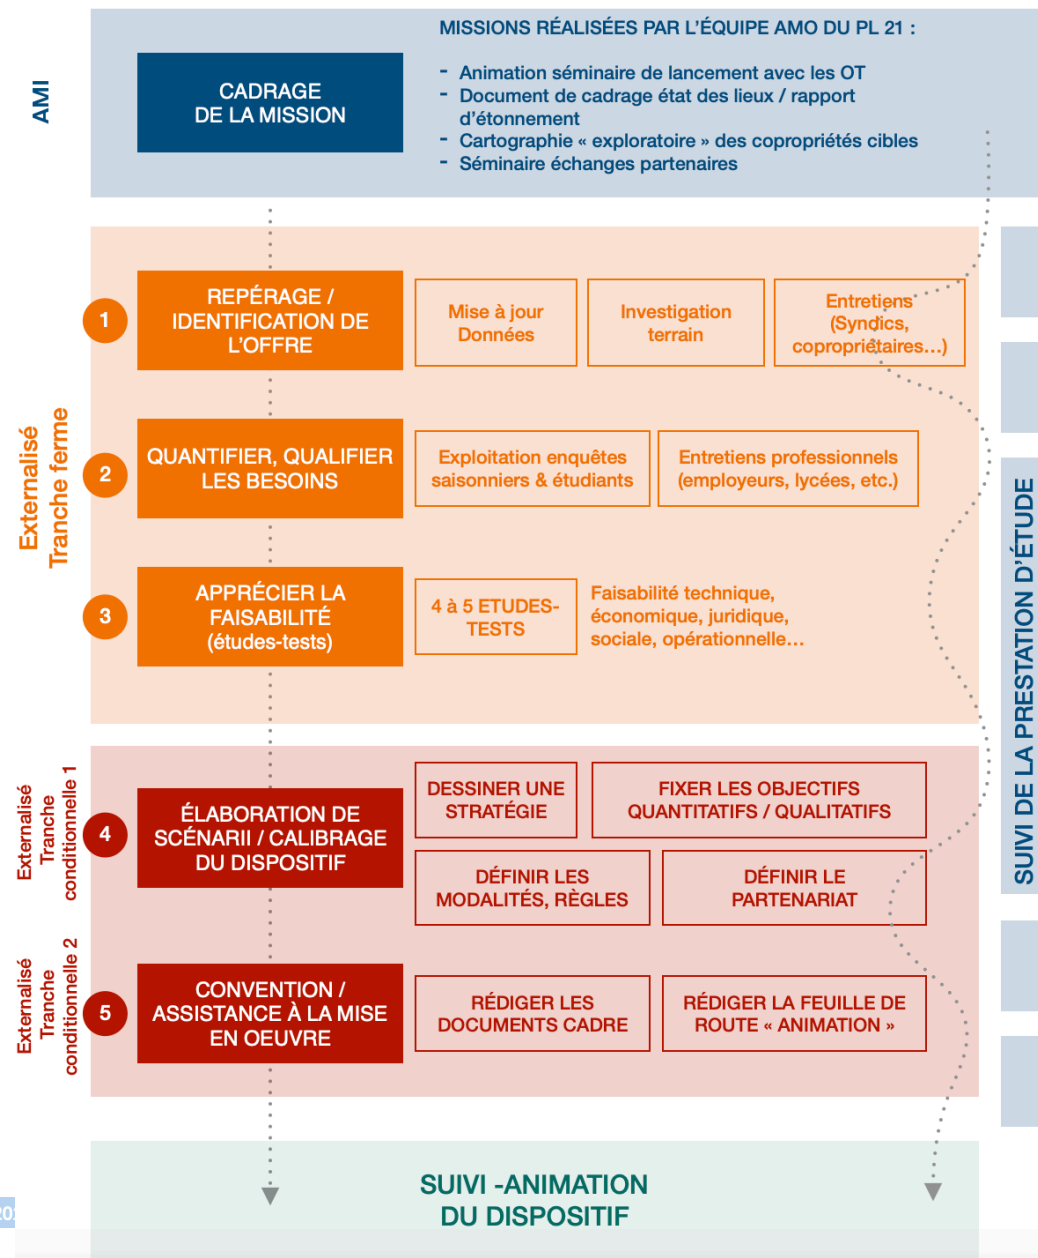 MISSIONS RÉALISÉES PAR L'ÉQUIPE AMO DU PL 21 :
AMI
CADRAGE
DE LA MISSION
- Animation séminaire de lancement avec les OT
- Document de cadrage état des lieux / rapport
d'étonnement
- Cartographie « exploratoire » des copropriétés cibles
- Séminaire échanges partenaires
Externalisé
Tranche ferme
1
REPÉRAGE /
IDENTIFICATION DE
L'OFFRE
Mise à jour
Données
Investigation
terrain
Entretiens
(Syndics,
copropriétaires…)
2
QUANTIFIER, QUALIFIER
LES BESOINS
Exploitation enquêtes
saisonniers & étudiants
Entretiens professionnels
(employeurs, lycées, etc.)
3
APPRÉCIER LA
FAISABILITÉ
(études-tests)
4 à 5 ETUDES-
TESTS
Faisabilité technique,
économique, juridique,
sociale, opérationnelle…
SUIVI DE LA PRESTATION D'ÉTUDE
Externalisé
Tranche
conditionnelle 1
4
ÉLABORATION DE
SCÉNARII / CALIBRAGE
DU DISPOSITIF
DESSINER UNE
STRATÉGIE
FIXER LES OBJECTIFS
QUANTITATIFS / QUALITATIFS
DÉFINIR LES
MODALITÉS, RÈGLES
DÉFINIR LE
PARTENARIAT
Externalisé
Tranche
conditionnelle 2
5
CONVENTION /
ASSISTANCE À LA MISE
EN OEUVRE
RÉDIGER LES
DOCUMENTS CADRE
RÉDIGER LA FEUILLE DE
ROUTE « ANIMATION »
SUIVI -ANIMATION
DU DISPOSITIF